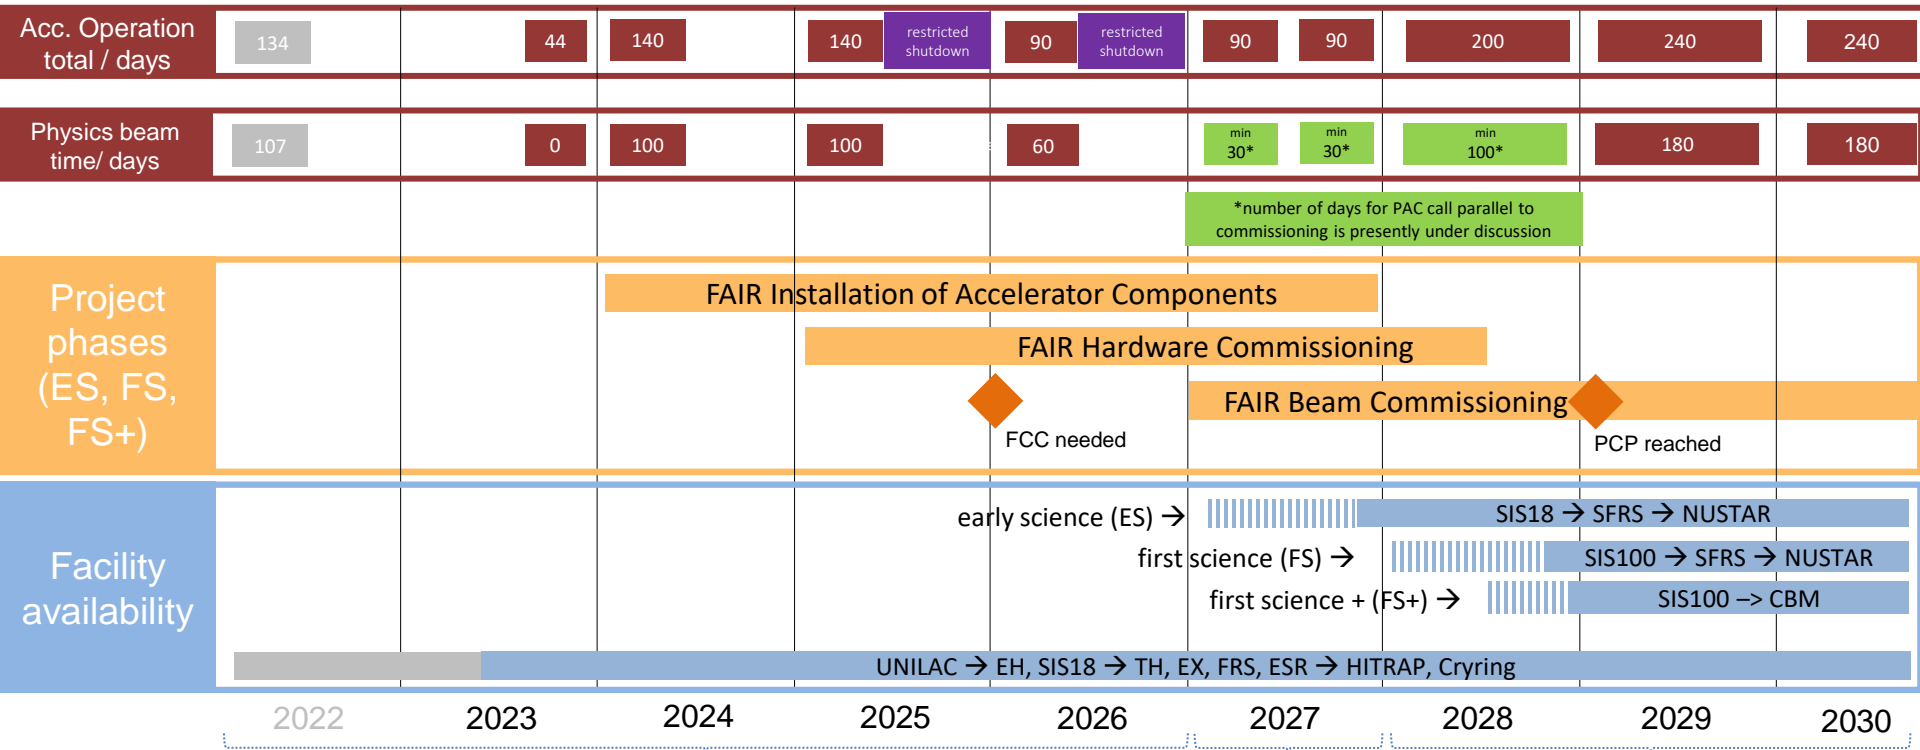 Acc. Operation
total / days
134
44
140
140
restricted
shutdown
90
restricted
shutdown
90
90
200
240
240
Physics beam
time/ days
107
0
100
100
60
min
30*
min
30*
min
100*
180
180
*number of days for PAC call parallel to
commissioning is presently under discussion
Project
phases
(ES, FS,
FS+)
FAIR Installation of Accelerator Components
FAIR Hardware Commissioning
FAIR Beam Commissioning
FCC needed
PCP reached
Facility
availability
early science (ES) →
SIS18 → SFRS → NUSTAR
first science (FS) →
SIS100 → SFRS → NUSTAR
first science + (FS+) →
SIS100 –> CBM
UNILAC → EH, SIS18 → TH, EX, FRS, ESR → HITRAP, Cryring
2022
2023
2024
2025
2026
2027
2028
2029
2030